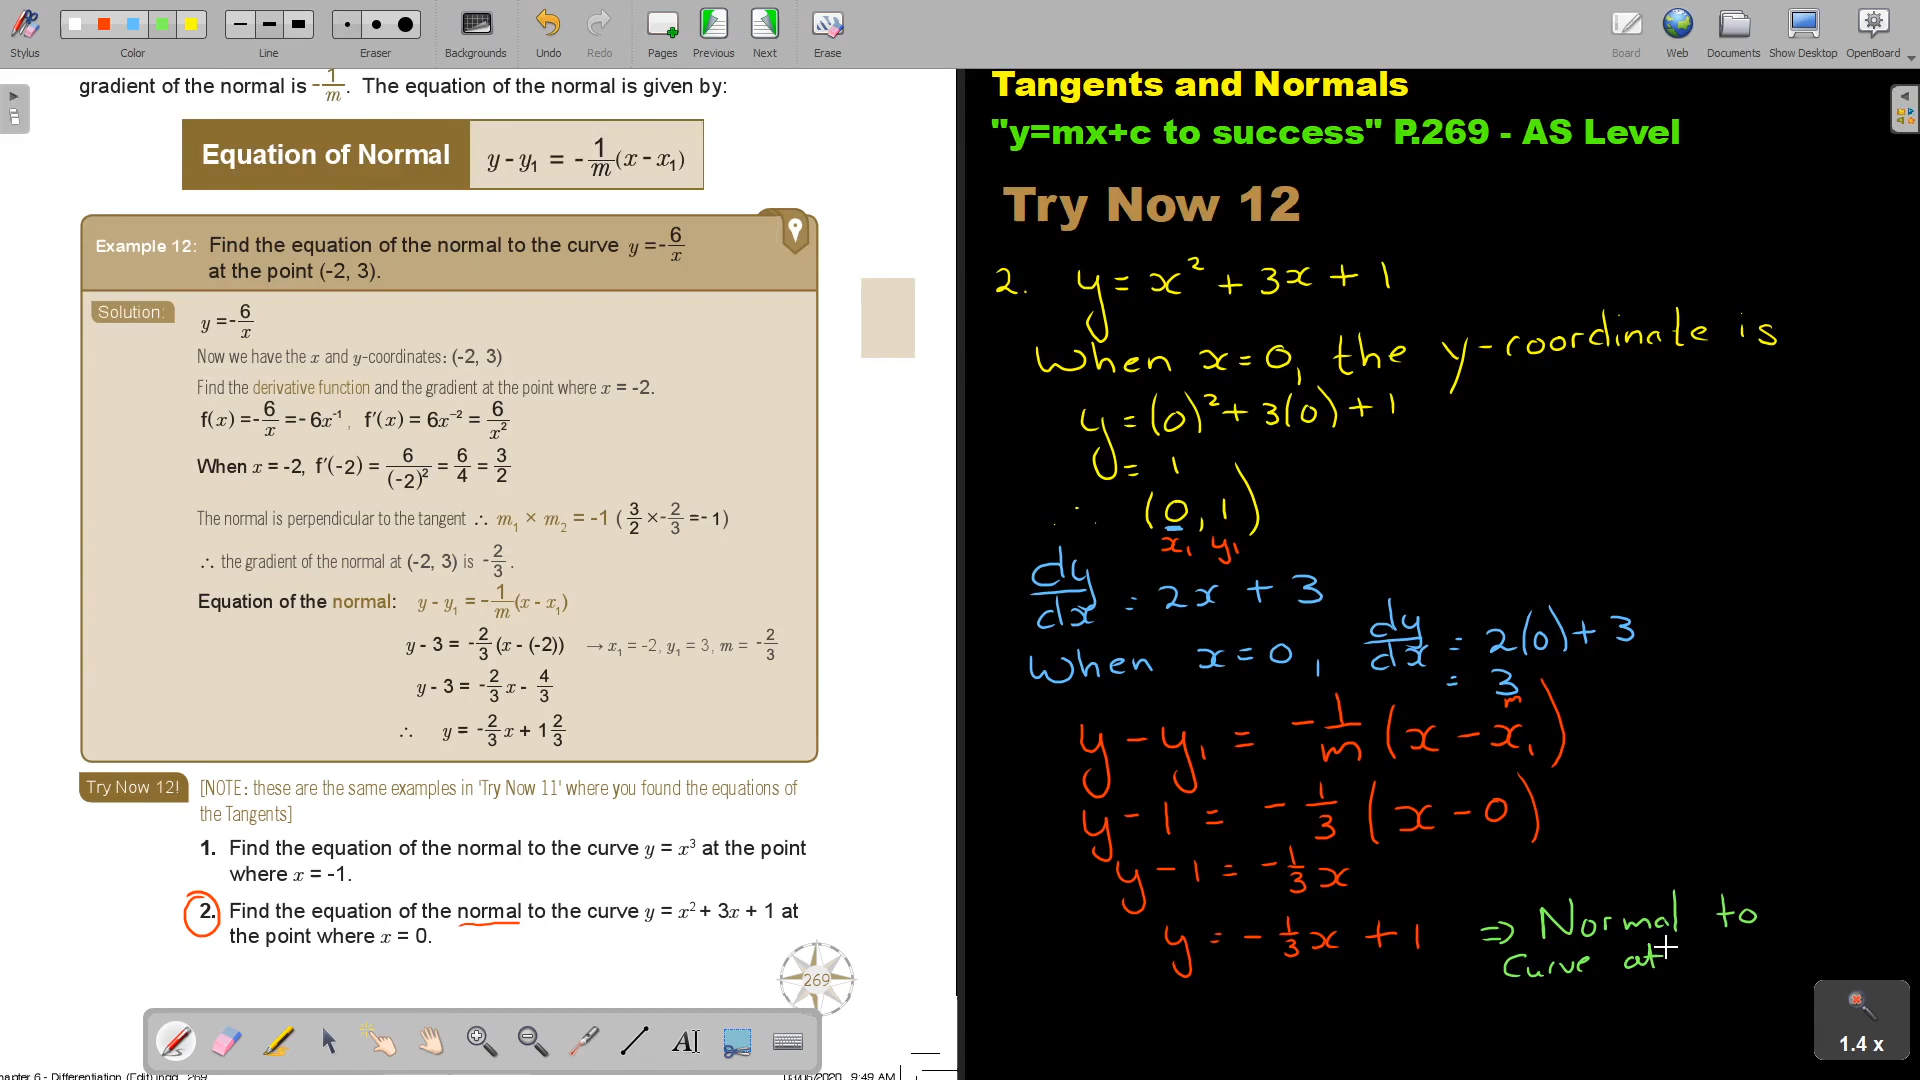 Stylus Color Line Eraser Backgrounds Undo Redo Pages Previous Next Erase Board Web Documents Show Desktop OpenBoard
gradient of the normal is -1/m. The equation of the normal is given by:
Equation of Normal y - y₁ = -1/m(x - x₁)
Example 12: Find the equation of the normal to the curve y = -6/x
at the point (-2, 3).
Solution:
y = -6/x
Now we have the x and y-coordinates: (-2, 3)
Find the derivative function and the gradient at the point where x = -2.
f(x) = -6/x = -6x⁻¹, f'(x) = 6x⁻² = 6/x²
When x = -2, f'(-2) = 6/(-2)² = 6/4 = 3/2
The normal is perpendicular to the tangent ∴ m₁ × m₂ = -1 (3/2 × -2/3 = -1)
∴ the gradient of the normal at (-2, 3) is -2/3.
Equation of the normal: y - y₁ = -1/m(x - x₁)
y - 3 = -2/3(x - (-2)) → x₁ = -2, y₁ = 3, m = -2/3
y - 3 = -2/3x - 4/3
∴ y = -2/3x + 1 2/3
Try Now 12! [NOTE: these are the same examples in 'Try Now 11' where you found the equations of
the Tangents]
1. Find the equation of the normal to the curve y = x³ at the point
where x = -1.
2. Find the equation of the normal to the curve y = x² + 3x + 1 at
the point where x = 0.
269
Tangents and Normals
"y=mx+c to success" P.269 - AS Level
Try Now 12
2. y = x² + 3x + 1
When x = 0, the y-coordinate is
y = (0)² + 3(0) + 1
y = 1
∴ (0, 1)
x₁ y₁
dy/dx = 2x + 3
When x = 0, dy/dx = 2(0) + 3
= 3
m
y - y₁ = -1/m (x - x₁)
y - 1 = -1/3 (x - 0)
y - 1 = -1/3 x
y = -1/3 x + 1 ⇒ Normal to
Curve at
1.4 x